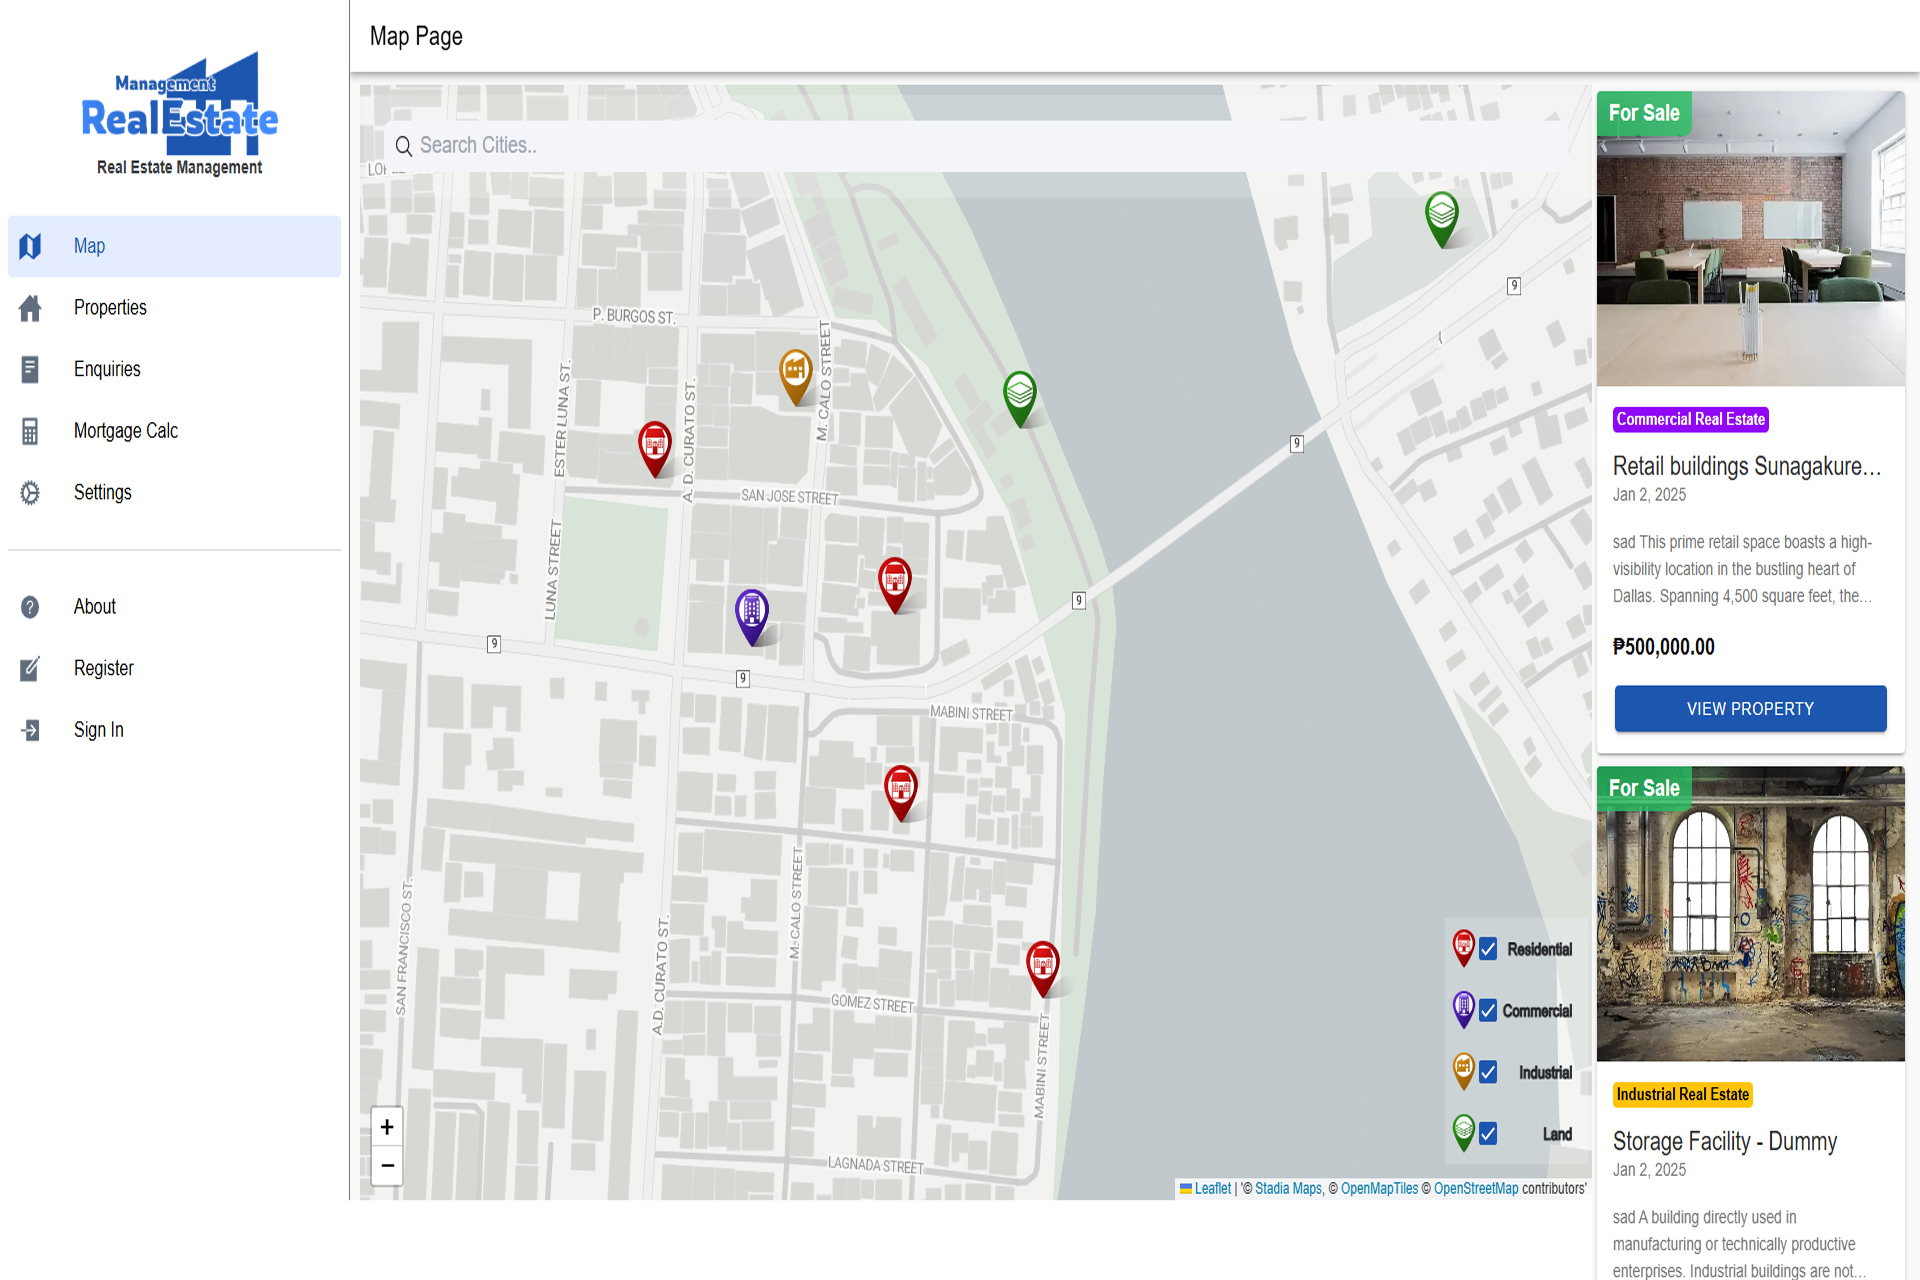 Management
RealEstate
Real Estate Management
Map
Properties
Enquiries
Mortgage Calc
Settings
About
Register
Sign In
Map Page
Search Cities..
P. BURGOS ST.
ESTER LUNA ST.
A. D. CURATO ST.
M. CALO STREET
SAN JOSE STREET
LUNA STREET
9
9
9
9
9
MABINI STREET
M. CALO STREET
SAN FRANCISCO ST.
A.D. CURATO ST.
GOMEZ STREET
MABINI STREET
LAGNADA STREET
+
−
Residential
Commercial
Industrial
Land
Leaflet | '© Stadia Maps, © OpenMapTiles © OpenStreetMap contributors'
For Sale
Commercial Real Estate
Retail buildings Sunagakure...
Jan 2, 2025
sad This prime retail space boasts a high-
visibility location in the bustling heart of
Dallas. Spanning 4,500 square feet, the...
₱500,000.00
VIEW PROPERTY
For Sale
Industrial Real Estate
Storage Facility - Dummy
Jan 2, 2025
sad A building directly used in
manufacturing or technically productive
enterprises. Industrial buildings are not...